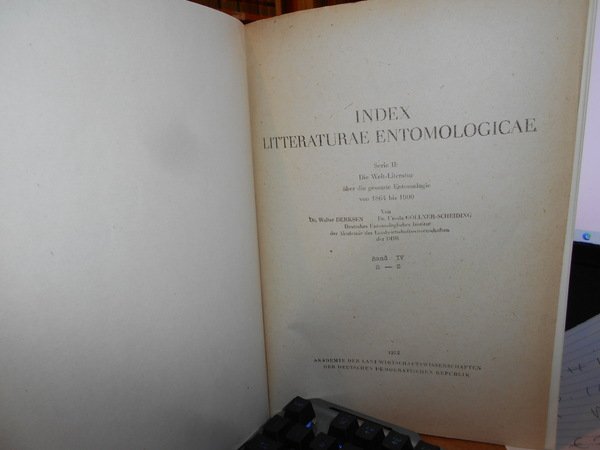 INDEX
LITTERATURAE ENTOMOLOGICAE
Serie II:
Die Welt-Literatur
über die gesamte Entomologie
von 1864 bis 1900
Von
Dr. Walter DERKSEN Dr. Ursula GÖLLNER-SCHEIDING
Deutsches Entomologisches Institut
der Akademie der Landwirtschaftswissenschaften
der DDR
Band IV
R — S
AKADEMIE DER LANDWIRTSCHAFTSWISSENSCHAFTEN
DER DEUTSCHEN DEMOKRATISCHEN REPUBLIK